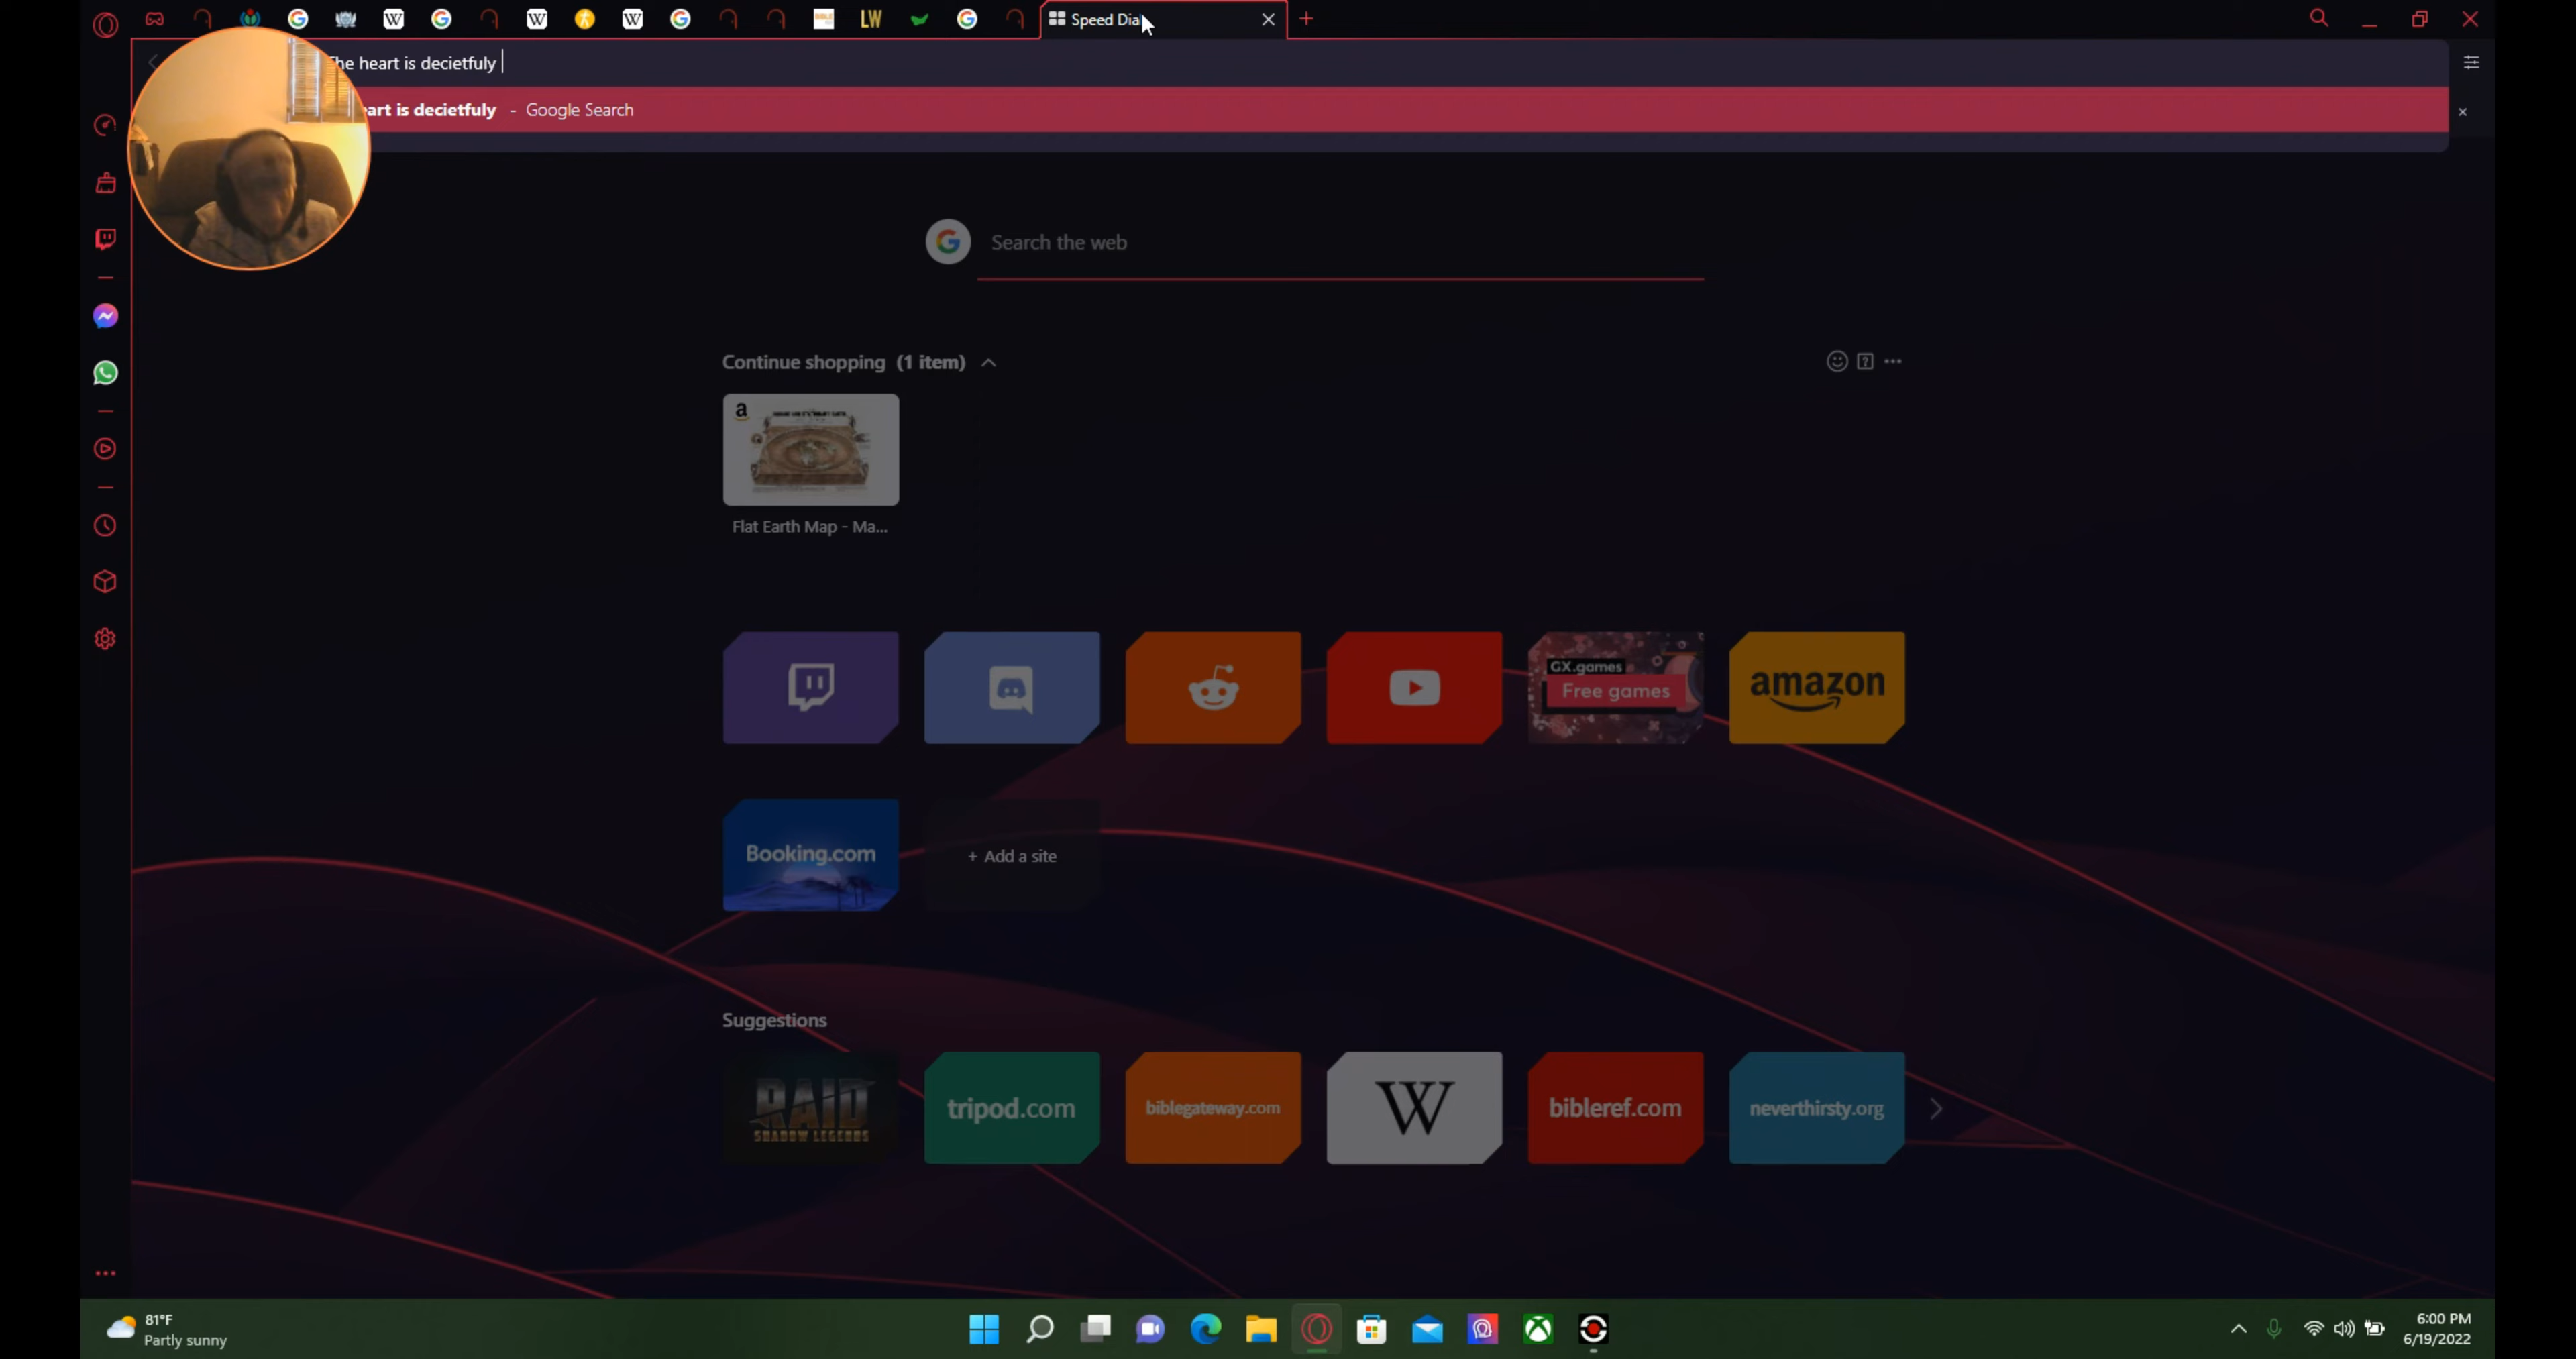 LW
Speed Dia
he heart is decietfuly
eart is decietfuly - Google Search
Search the web
Continue shopping (1 item)
a
Flat Earth Map - Ma...
GX.games
Free games
amazon
Booking.com
+ Add a site
Suggestions
RAID
SHADOW LEGENDS
tripod.com
biblegateway.com
W
bibleref.com
neverthirsty.org
81°F
Partly sunny
6:00 PM
6/19/2022